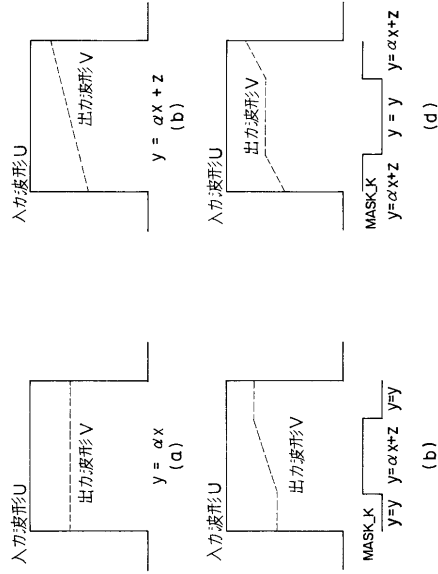 入力波形U
出力波形V
y = αx
(a)
入力波形U
出力波形V
y = αx + z
(b)
入力波形U
出力波形V
MASK_K
y=y y=αx+z y=y
(b)
入力波形U
出力波形V
MASK_K
y=αx+z y = y y=αx+z
(d)